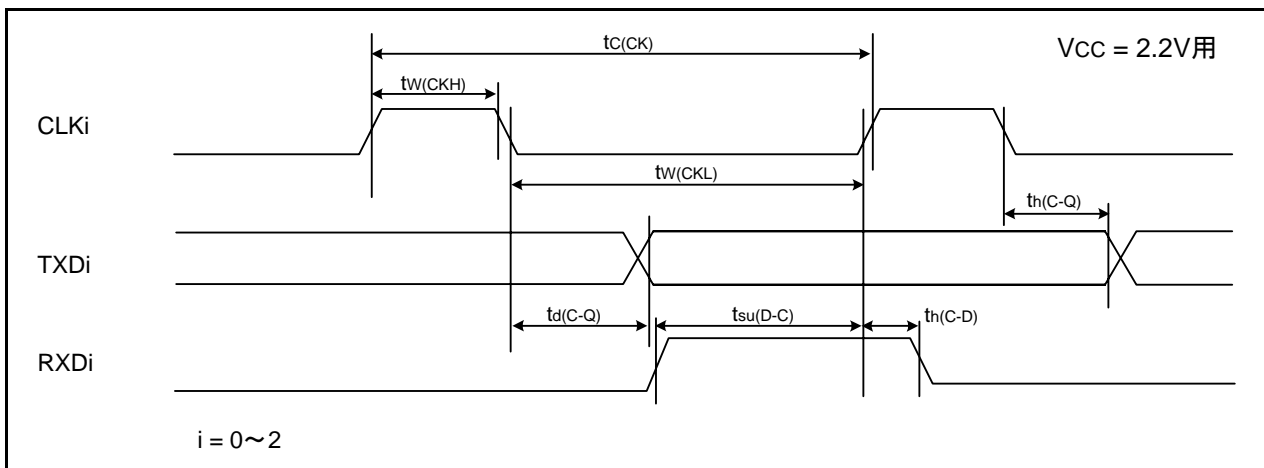 tC(CK)
VCC = 2.2V用
tW(CKH)
CLKi
tW(CKL)
th(C-Q)
TXDi
td(C-Q)
tsu(D-C)
th(C-D)
RXDi
i = 0～2